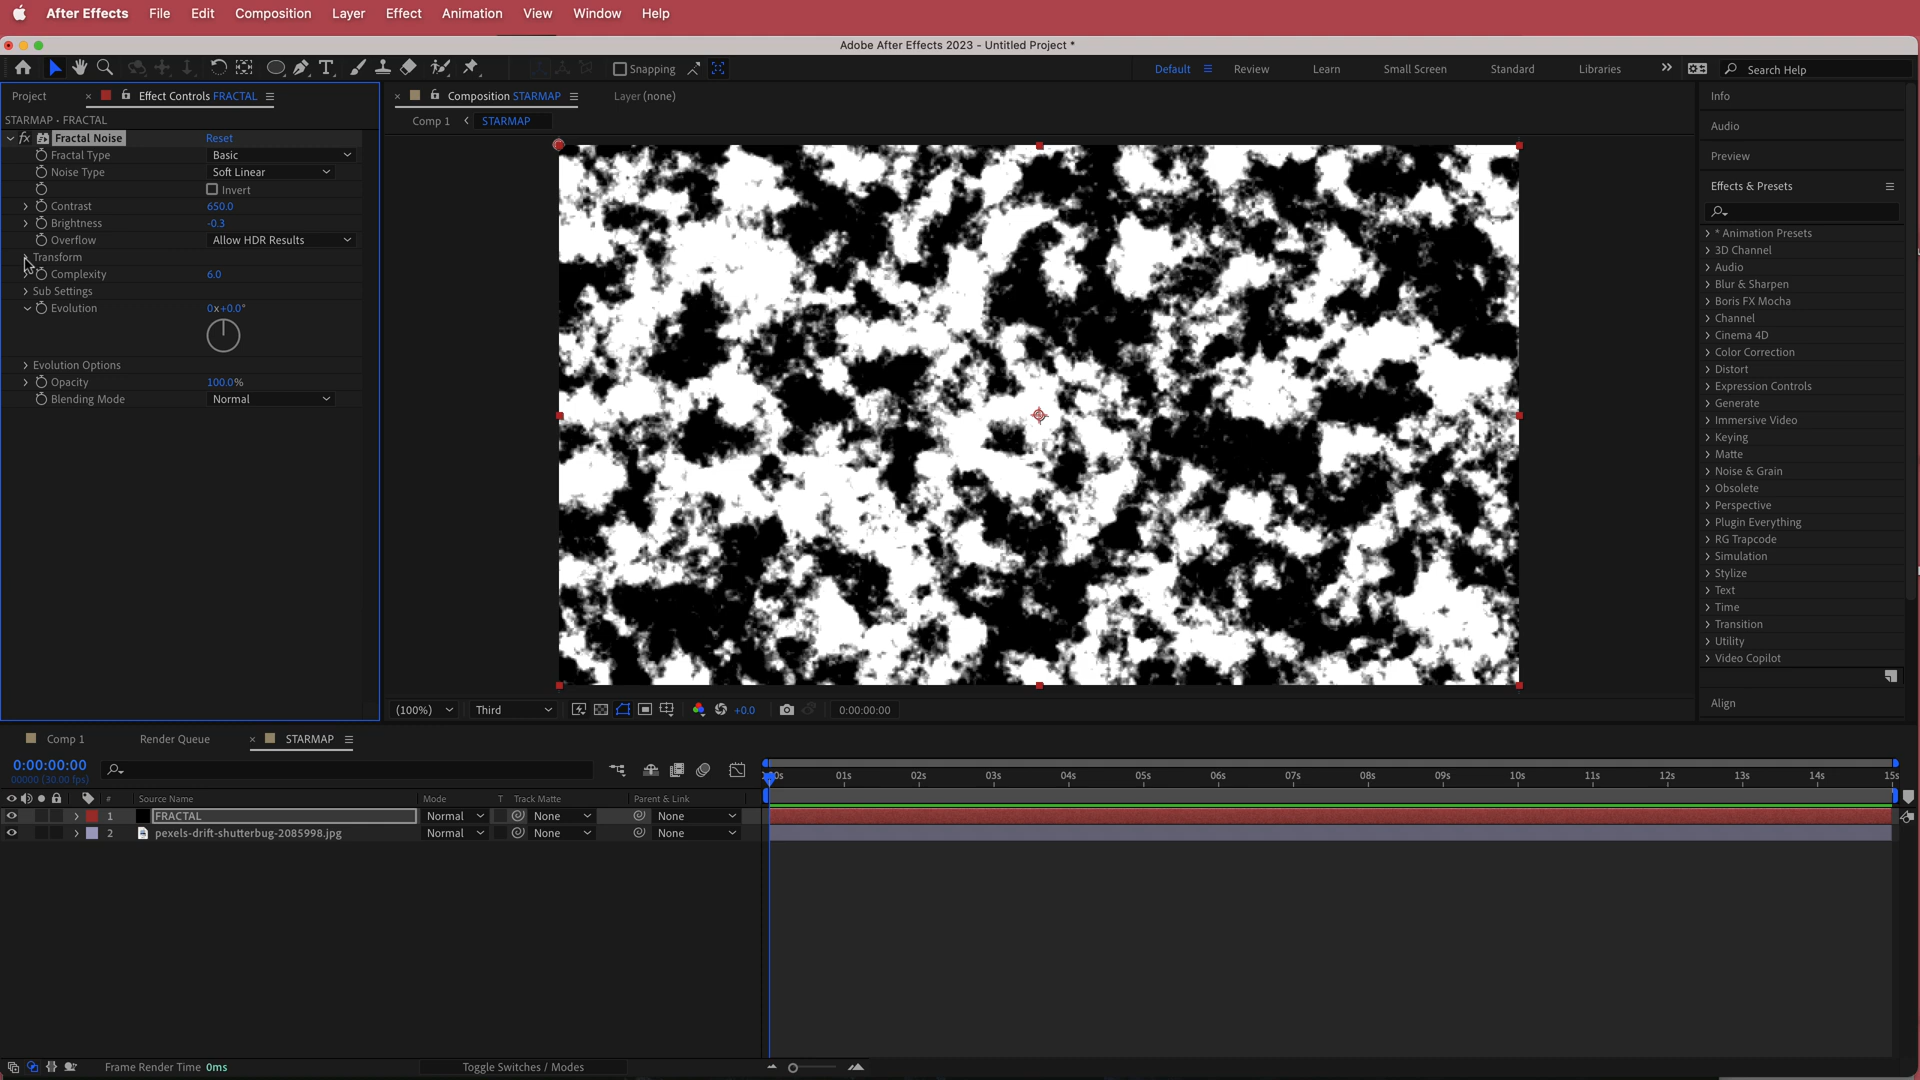 After Effects File Edit Composition Layer Effect Animation View Window Help
Adobe After Effects 2023 - Untitled Project *
Snapping
Default Review Learn Small Screen Standard Libraries Search Help
Project Effect Controls FRACTAL
Composition STARMAP Layer (none)
Info
STARMAP • FRACTAL
Comp 1 STARMAP
Audio
fx Fractal Noise Reset
Fractal Type Basic
Preview
Noise Type Soft Linear
Invert
Effects & Presets
Contrast 650.0
Brightness -0.3
Overflow Allow HDR Results
Transform
Complexity 6.0
Sub Settings
Evolution 0x+0.0°
Evolution Options
Opacity 100.0%
Blending Mode Normal
* Animation Presets
3D Channel
Audio
Blur & Sharpen
Boris FX Mocha
Channel
Cinema 4D
Color Correction
Distort
Expression Controls
Generate
Immersive Video
Keying
Matte
Noise & Grain
Obsolete
Perspective
Plugin Everything
RG Trapcode
Simulation
Stylize
Text
Time
Transition
Utility
Video Copilot
Align
(100%) Third +0.0 0:00:00:00
Comp 1 Render Queue STARMAP
0:00:00:00
00000 (30.00 fps)
01s 02s 03s 04s 05s 06s 07s 08s 09s 10s 11s 12s 13s 14s 15s
# Source Name Mode T Track Matte Parent & Link
1 FRACTAL Normal None None
2 pexels-drift-shutterbug-2085998.jpg Normal None None
Frame Render Time 0ms Toggle Switches / Modes